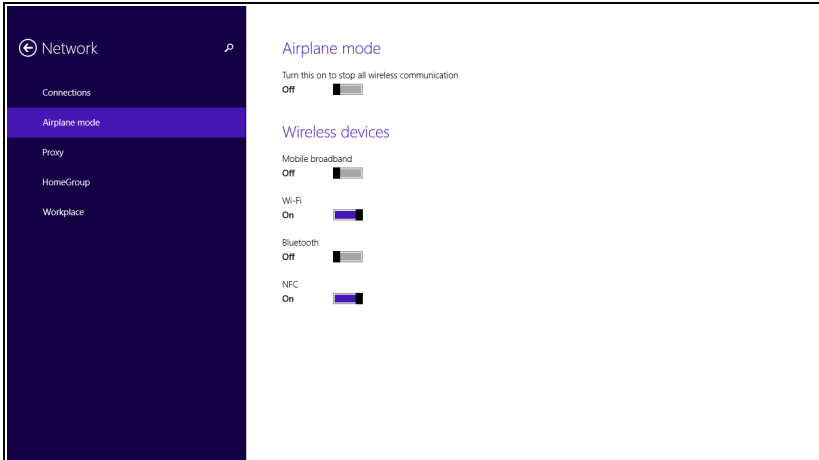 Network
Connections
Airplane mode
Proxy
HomeGroup
Workplace
Airplane mode
Turn this on to stop all wireless communication
Off
Wireless devices
Mobile broadband
Off
Wi-Fi
On
Bluetooth
Off
NFC
On